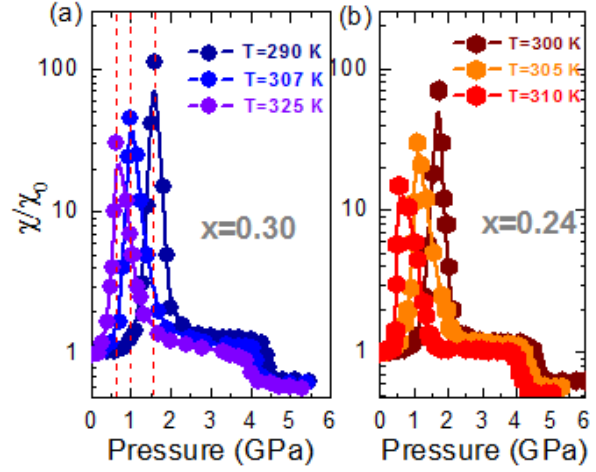 (a)
T=290 K
T=307 K
T=325 K
x=0.30
100
10
1
χ/χ₀
0 1 2 3 4 5 6
Pressure (GPa)
(b)
T=300 K
T=305 K
T=310 K
x=0.24
100
10
1
0 1 2 3 4 5 6
Pressure (GPa)